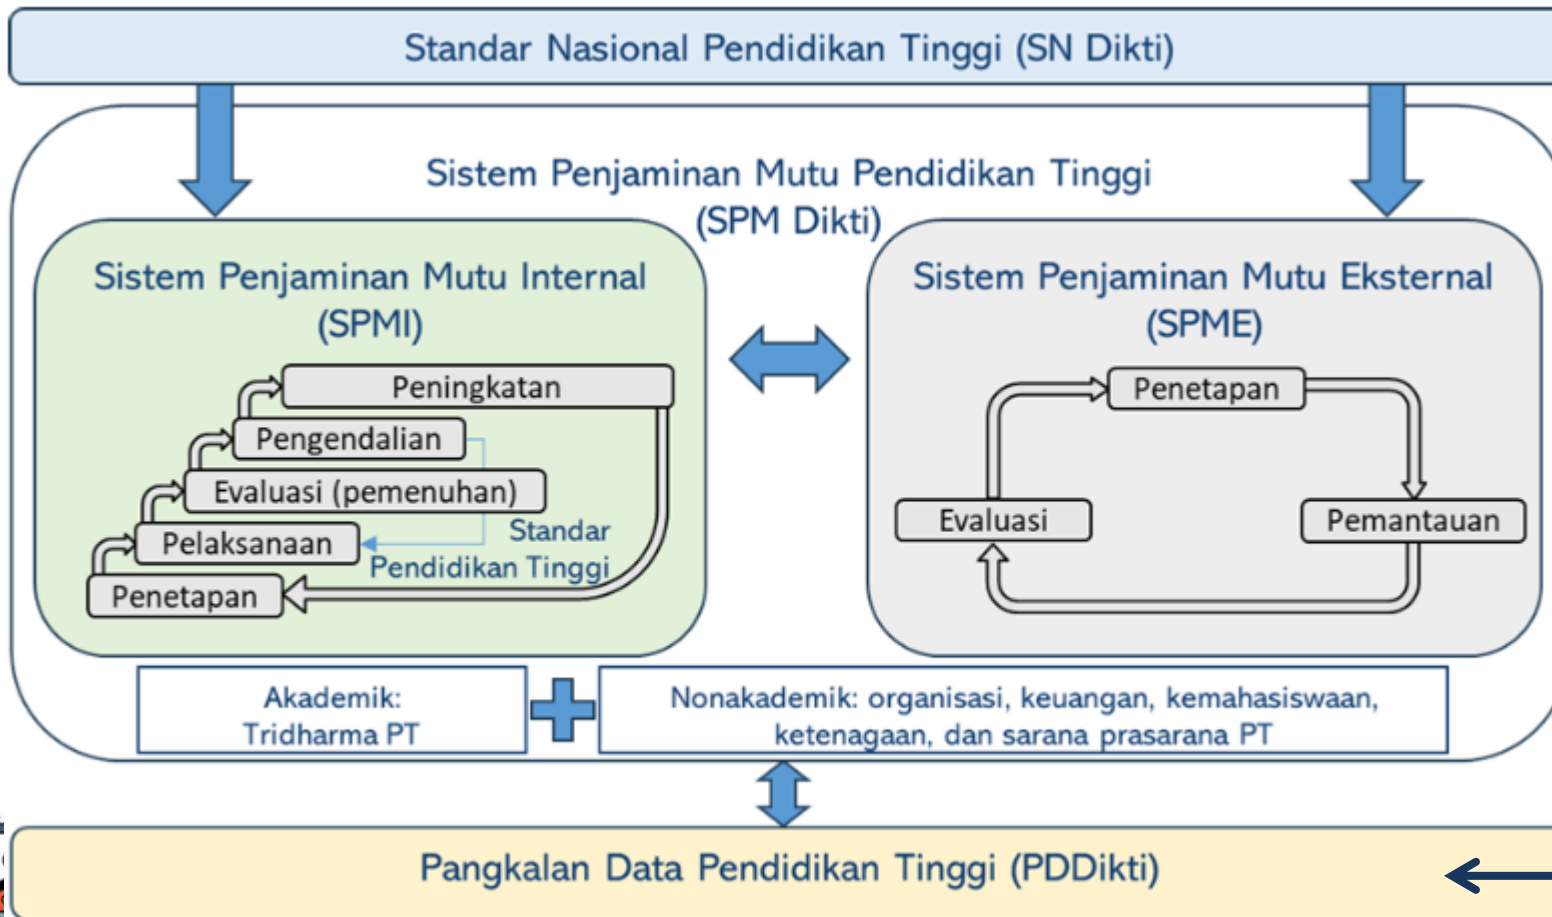 Standar Nasional Pendidikan Tinggi (SN Dikti)
Sistem Penjaminan Mutu Pendidikan Tinggi
(SPM Dikti)
Sistem Penjaminan Mutu Internal
(SPMI)
Peningkatan
Pengendalian
Evaluasi (pemenuhan)
Pelaksanaan
Penetapan
Standar
Pendidikan Tinggi
Sistem Penjaminan Mutu Eksternal
(SPME)
Penetapan
Evaluasi
Pemantauan
Akademik:
Tridharma PT
Nonakademik: organisasi, keuangan, kemahasiswaan,
ketenagaan, dan sarana prasarana PT
Pangkalan Data Pendidikan Tinggi (PDDikti)